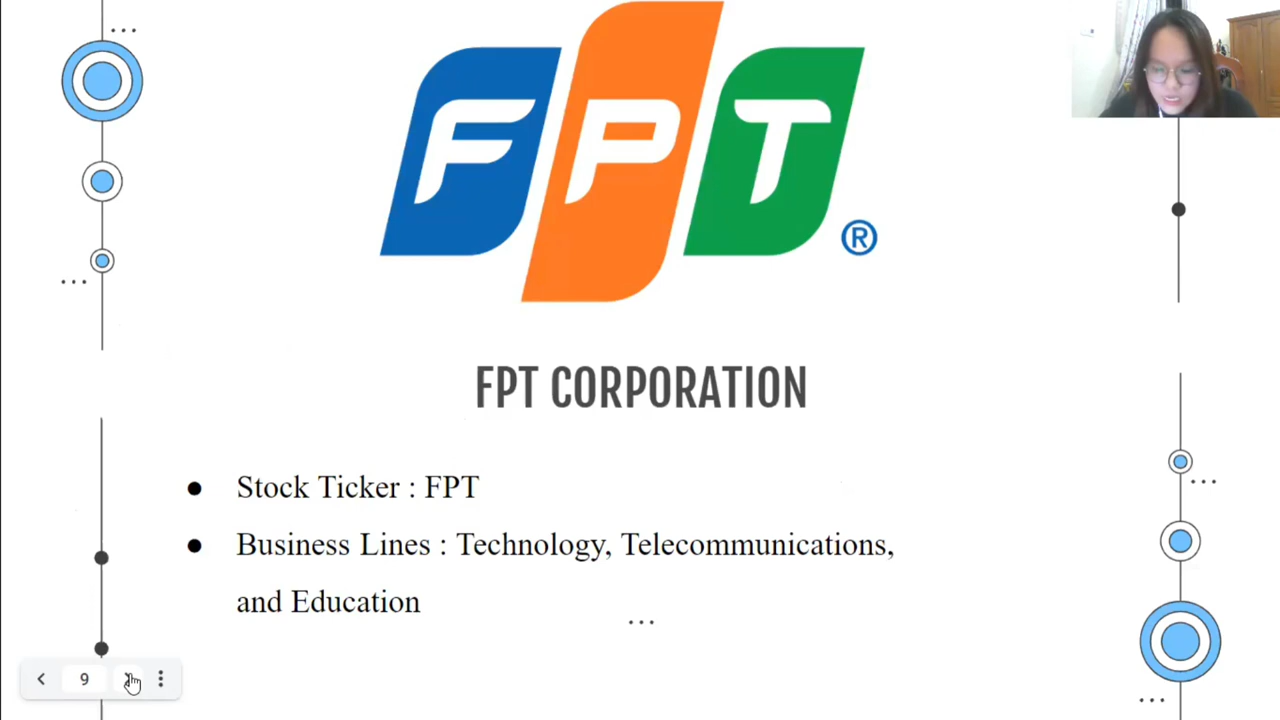 FPT®
FPT CORPORATION
● Stock Ticker : FPT
● Business Lines : Technology, Telecommunications,
and Education
9